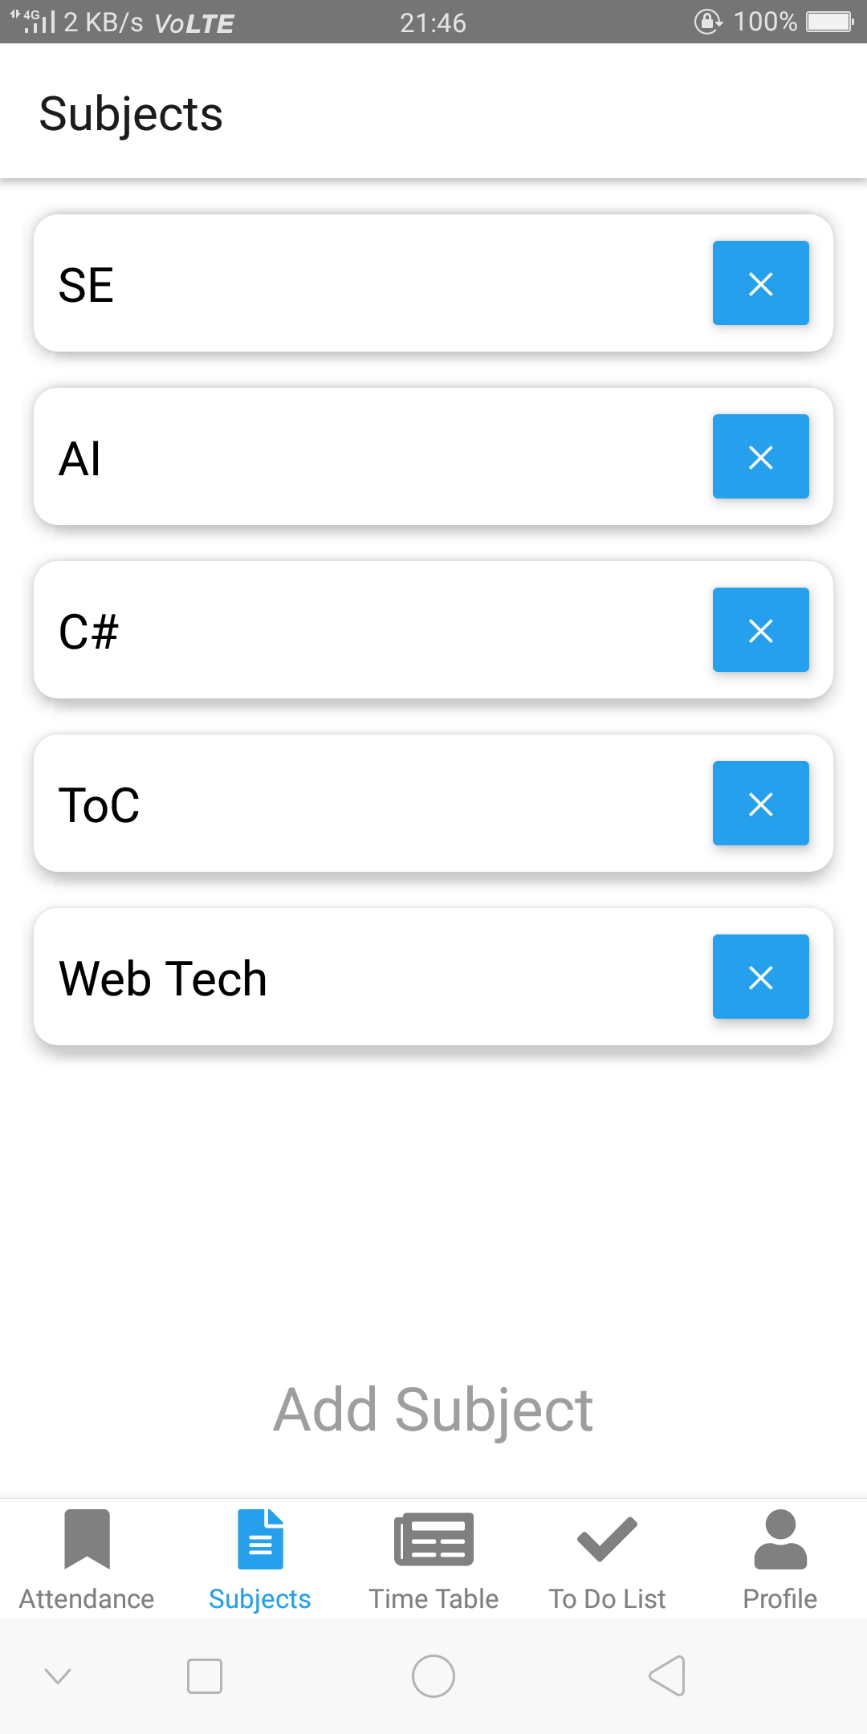 4G 2 KB/s VoLTE 21:46 100%
Subjects
SE
AI
C#
ToC
Web Tech
Add Subject
Attendance Subjects Time Table To Do List Profile